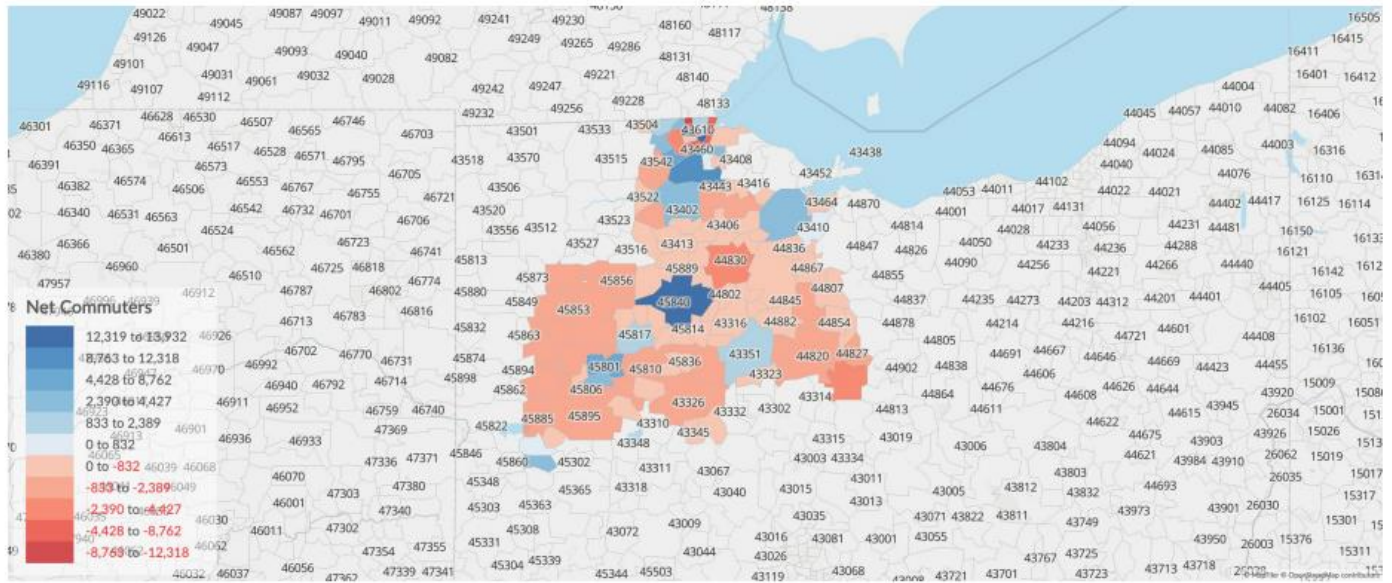 49022 49087 49097 49011 49092 49241 49230 48138 16505
49045 48160 16415
49126 49047 49249 49265 49286 48117 16411
49093 49040 49082 48131
49101 49031 49061 49032 49028 49221 48140 16401 16412
49116 49107 49112 49242 49247 49228 48133 44004
46301 46371 46628 46530 46746 49232 49256 44045 44057 44010 44082 16406
46613 46507 46565 46703 43501 43533 43504 43610
46350 46365 46517 46528 46571 46795 43460 43438 44094 44024 44085 44003 16316
46391 46573 46705 43518 43570 43515 43542 43408 44040
46382 46574 46506 46553 46767 46755 46721 43506 43443 43416 43452 44076 16110
44053 44011 44102 44022 44021
46340 46531 46563 46542 46732 46701 46706 43520 43522 43402 43464 44870 44001 44017 44131 44402 44417 16125 16114
46524 43556 43512 43523 43406 43410 44814 44028 44056 44231 44481 16150
46366 46501 46562 46723 46741 43527 43516 43413 44836 44847 44826 44050 44233 44236 44288 16121
46380 46960 46725 46818 45813 45889 44830 44867 44090 44256 44266 44440
46510 46774 45873 45856 44855 44221 16142
47957 46912 46787 46802 45880 45849 45853 45840 44802 44845 44807 44837 44235 44273 44203 44312 44201 44401 44405 16105
Net Commuters
12,319 to 13,932
8,763 to 12,318
4,428 to 8,762
2,390 to 4,427
833 to 2,389
0 to 832
0 to -832
-833 to -2,389
-2,390 to -4,427
-4,428 to -8,762
-8,763 to -12,318
46713 46783 46816 45832 45863 45817 45814 43316 44882 44854 44878 44214 44216 44721 44601 44408 16102 16051
46926 46702 46770 46731 45874 45801 45836 43351 44820 44827 44805 44691 44667 44646 44669 44455 16136
46970 46992 45894 45810 43323 44902 44838 44606 44423
46940 46792 46714 45898 45862 45806 43314 44864 44676 44626 44644 43920 15009
46911 46952 46759 46740 45885 45895 43326 43332 43302 44813 44611 44608 44615 43945 26034 15001
46901 46936 46933 47369 45822 43310 43345 43315 43019 44622 44675 43903 43926 15026
43348 43006 43804
46039 46068 46070 47336 47371 45846 45860 45302 43311 43067 43003 43334 44621 43984 43910 26062 15019
46049 47303 47380 45348 45365 43318 43040 43015 43011 43005 43812 43803 43832 44693 26035 15317
46001 47340 45303 45363 43013 43973 43901 26030
46030 46011 47302 45308 43072 43009 43035 43071 43822 43811 43749 15301
46032 46037 46056 47354 47355 45331 45304 45339 43044 43016 43081 43001 43055 43950 26003 15376 15311
47362 47339 47341 45344 45503 43026 43119 43068 43721 43767 43701 43725 43723 43713 43718